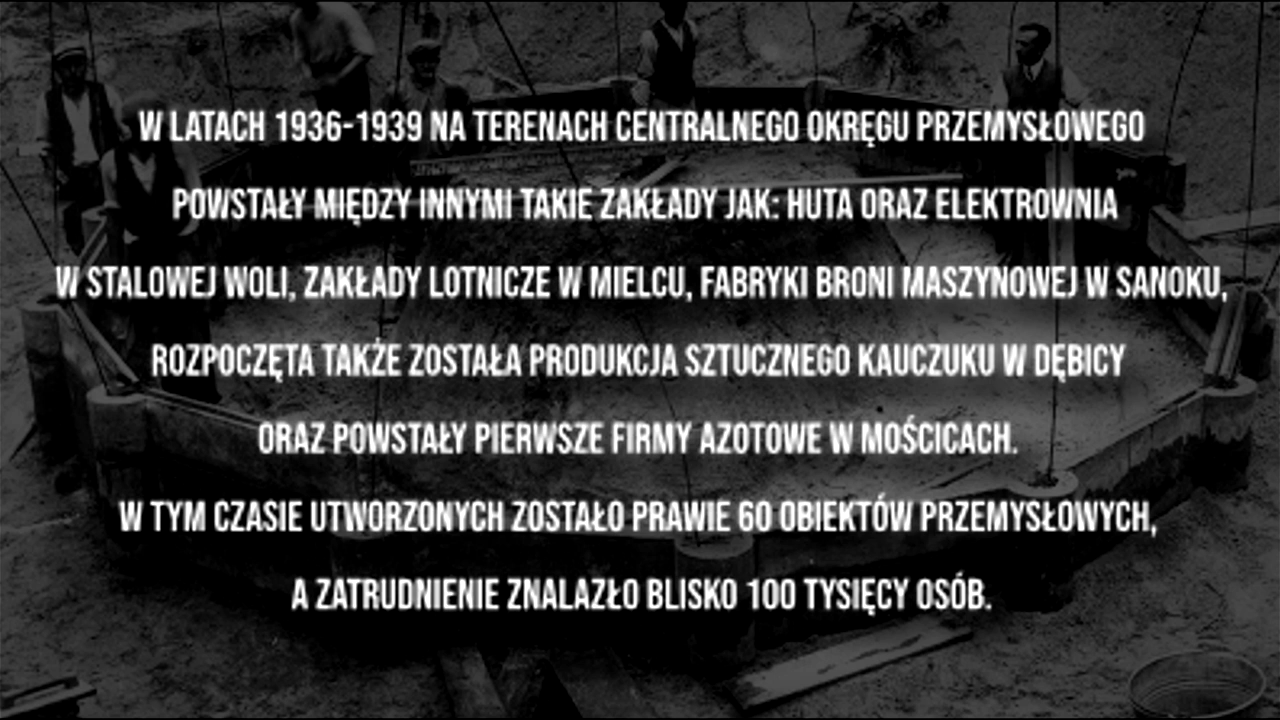 W LATACH 1936-1939 NA TERENACH CENTRALNEGO OKRĘGU PRZEMYSŁOWEGO
POWSTAŁY MIĘDZY INNYMI TAKIE ZAKŁADY JAK: HUTA ORAZ ELEKTROWNIA
W STALOWEJ WOLI, ZAKŁADY LOTNICZE W MIELCU, FABRYKI BRONI MASZYNOWEJ W SANOKU,
ROZPOCZĘTA TAKŻE ZOSTAŁA PRODUKCJA SZTUCZNEGO KAUCZUKU W DĘBICY
ORAZ POWSTAŁY PIERWSZE FIRMY AZOTOWE W MOŚCICACH.
W TYM CZASIE UTWORZONYCH ZOSTAŁO PRAWIE 60 OBIEKTÓW PRZEMYSŁOWYCH,
A ZATRUDNIENIE ZNALAZŁO BLISKO 100 TYSIĘCY OSÓB.